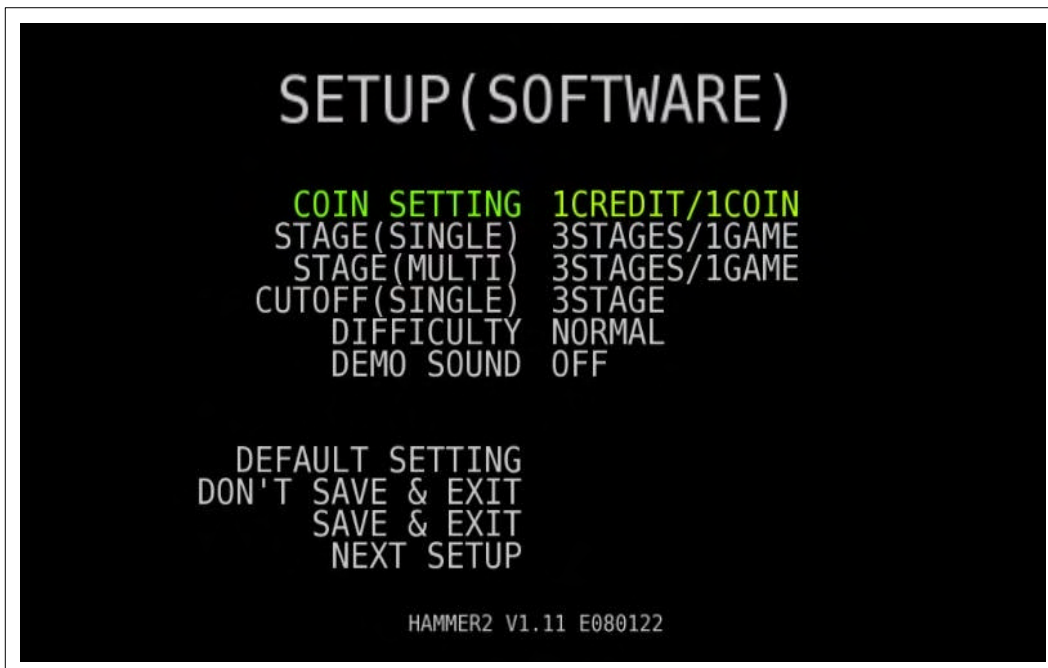 SETUP(SOFTWARE)
COIN SETTING 1CREDIT/1COIN
STAGE(SINGLE) 3STAGES/1GAME
STAGE(MULTI) 3STAGES/1GAME
CUTOFF(SINGLE) 3STAGE
DIFFICULTY NORMAL
DEMO SOUND OFF
DEFAULT SETTING
DON'T SAVE & EXIT
SAVE & EXIT
NEXT SETUP
HAMMER2 V1.11 E080122